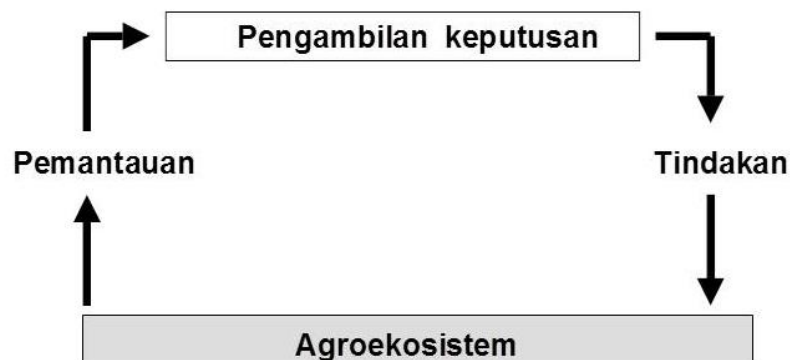 Pengambilan keputusan
Pemantauan
Tindakan
Agroekosistem